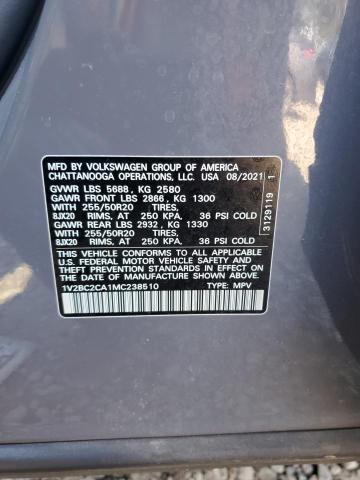 MFD BY VOLKSWAGEN GROUP OF AMERICA
CHATTANOOGA OPERATIONS, LLC. USA 08/2021
GVWR LBS 5688, KG 2580
GAWR FRONT LBS 2866, KG 1300
WITH 255/50R20 TIRES,
8JX20 RIMS, AT 250 KPA, 36 PSI COLD
GAWR REAR LBS 2932, KG 1330
WITH 255/50R20 TIRES,
8JX20 RIMS, AT 250 KPA, 36 PSI COLD
THIS VEHICLE CONFORMS TO ALL APPLICABLE
U.S. FEDERAL MOTOR VEHICLE SAFETY AND
THEFT PREVENTION STANDARDS IN EFFECT ON
THE DATE OF MANUFACTURE SHOWN ABOVE.
1V2BC2CA1MC238510 TYPE: MPV
3129119 1